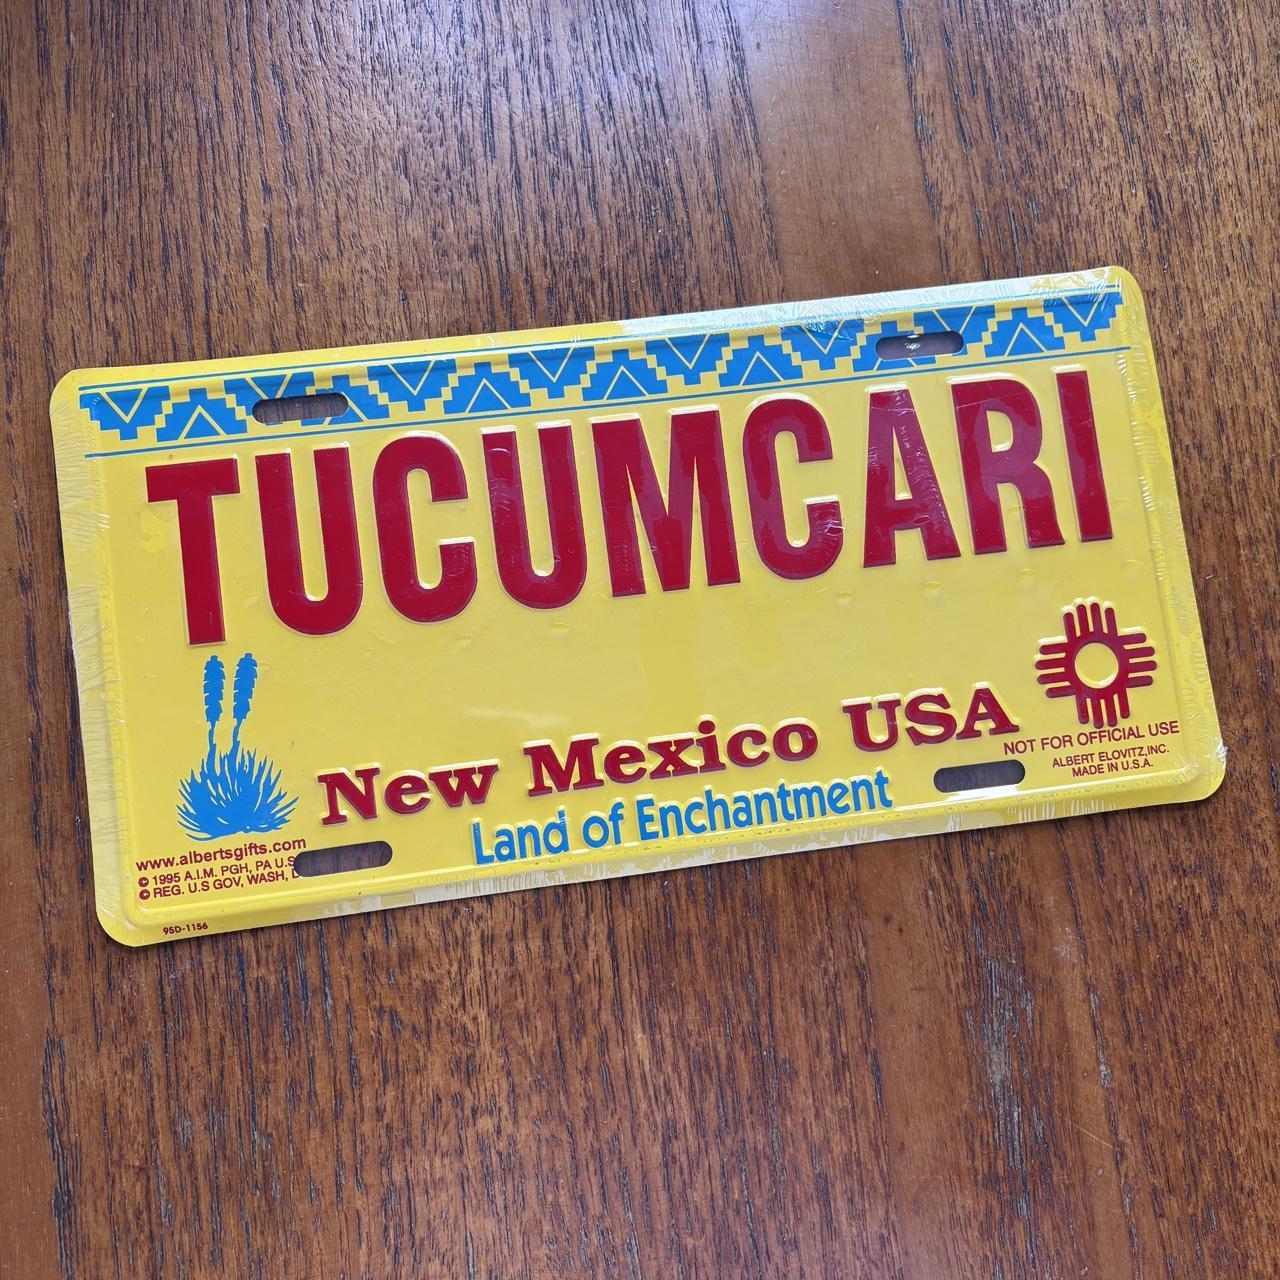 TUCUMCARI
New Mexico USA
Land of Enchantment
NOT FOR OFFICIAL USE
ALBERT ELOVITZ,INC.
MADE IN U.S.A.
www.albertsgifts.com
© 1995 A.I.M. PGH, PA U.S
© REG. U.S GOV, WASH,
95D-1156